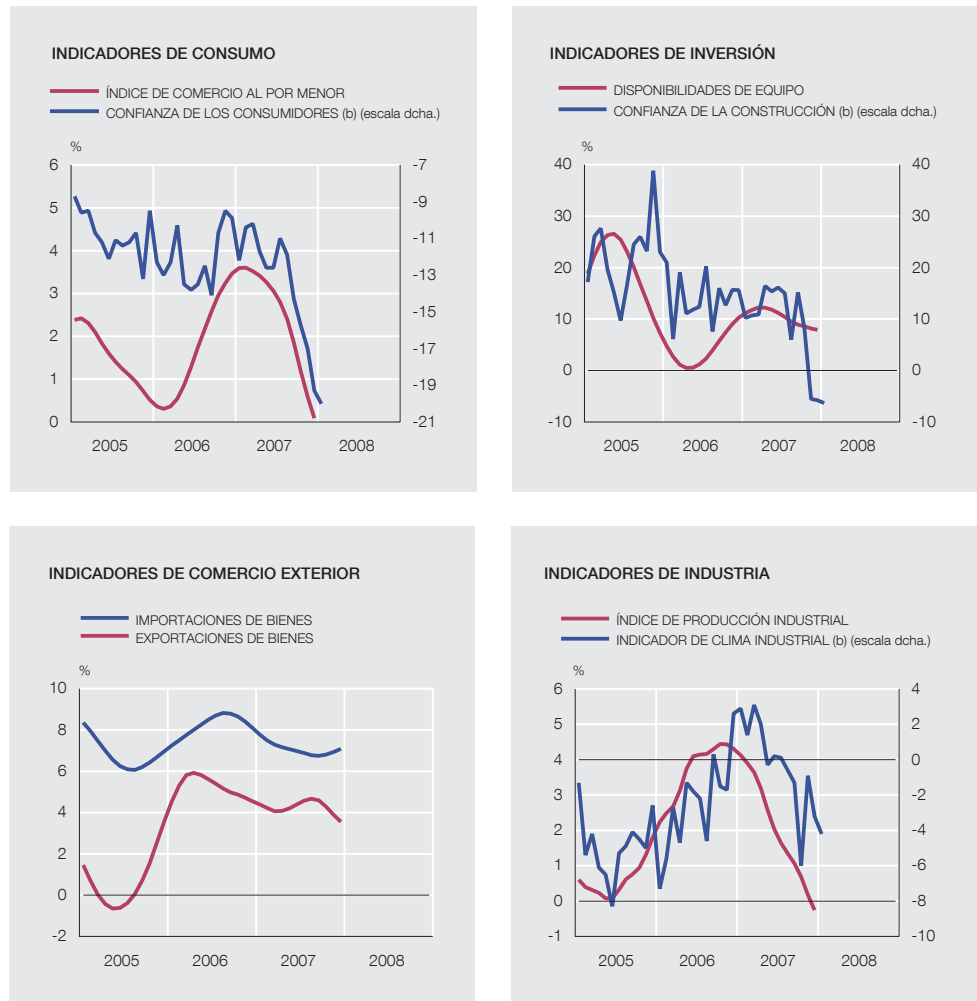 INDICADORES DE CONSUMO
ÍNDICE DE COMERCIO AL POR MENOR
CONFIANZA DE LOS CONSUMIDORES (b) (escala dcha.)
%
6 -7
5 -9
4 -11
3 -13
2 -15
1 -17
0 -19
-21
2005 2006 2007 2008
INDICADORES DE INVERSIÓN
DISPONIBILIDADES DE EQUIPO
CONFIANZA DE LA CONSTRUCCIÓN (b) (escala dcha.)
%
40 40
30 30
20 20
10 10
0 0
-10 -10
2005 2006 2007 2008
INDICADORES DE COMERCIO EXTERIOR
IMPORTACIONES DE BIENES
EXPORTACIONES DE BIENES
%
10
8
6
4
2
0
-2
2005 2006 2007 2008
INDICADORES DE INDUSTRIA
ÍNDICE DE PRODUCCIÓN INDUSTRIAL
INDICADOR DE CLIMA INDUSTRIAL (b) (escala dcha.)
%
6 4
5 2
4 0
3 -2
2 -4
1 -6
0 -8
-1 -10
2005 2006 2007 2008